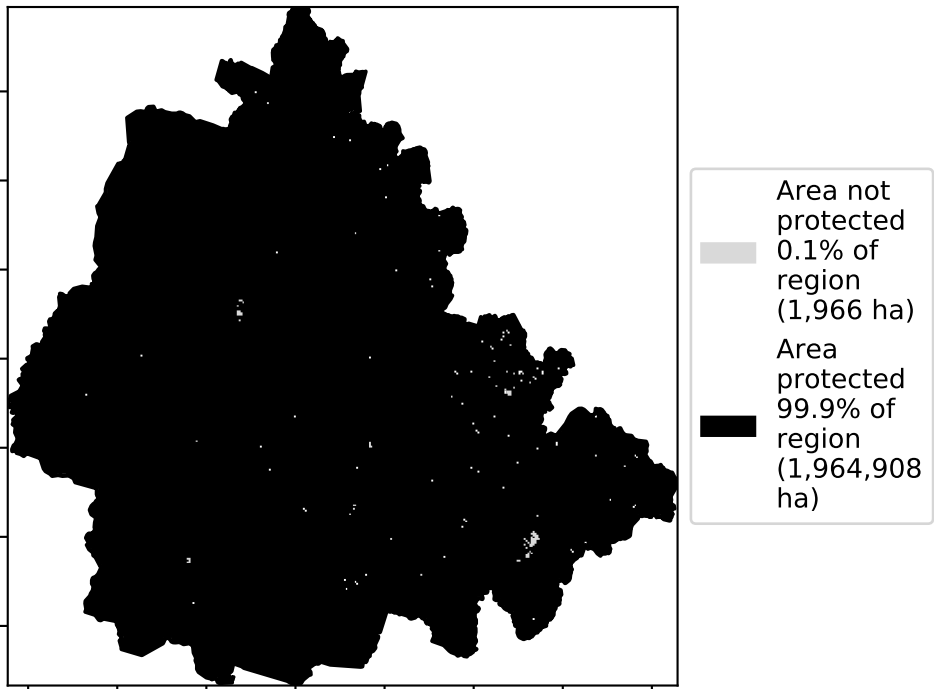 Area not
protected
0.1% of
region
(1,966 ha)
Area
protected
99.9% of
region
(1,964,908
ha)